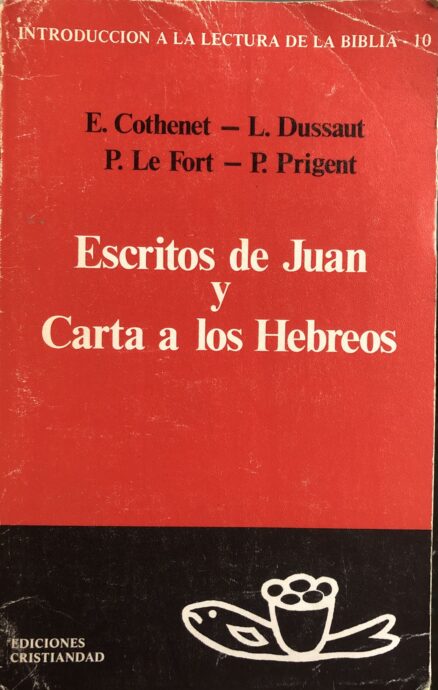 INTRODUCCION A LA LECTURA DE LA BIBLIA - 10
E. Cothenet – L. Dussaut
P. Le Fort – P. Prigent
Escritos de Juan
y
Carta a los Hebreos
EDICIONES
CRISTIANDAD